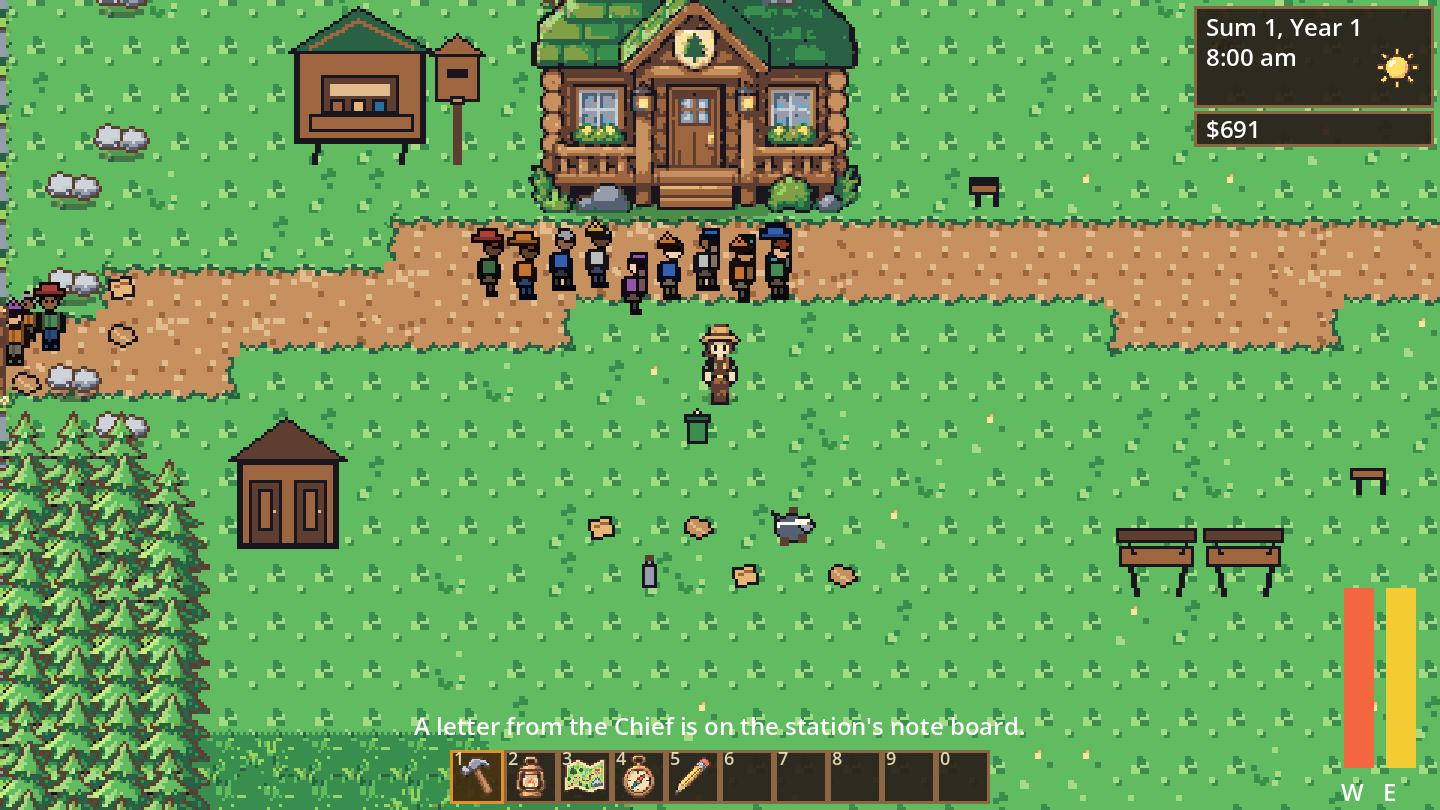 Sum 1, Year 1
8:00 am
$691
A letter from the Chief is on the station's note board.
1 2 3 4 5 6 7 8 9 0
W E